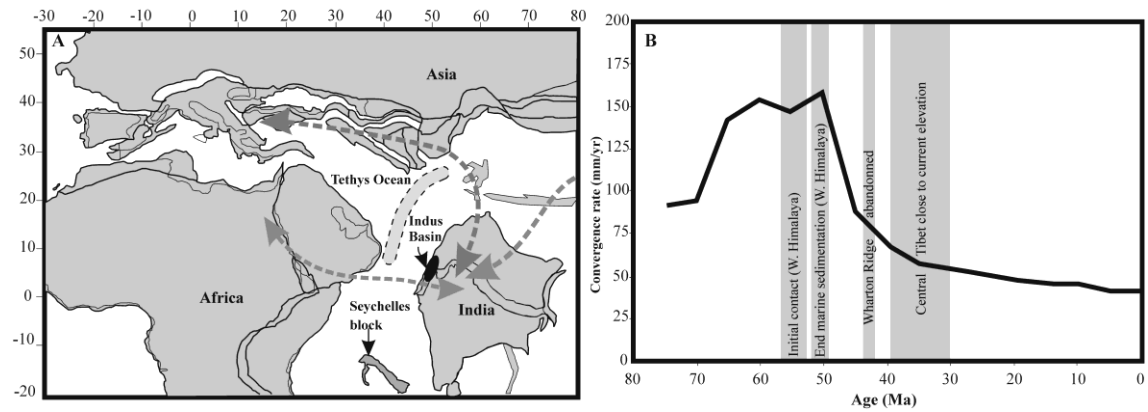 -30 -20 -10 0 10 20 30 40 50 60 70 80
A
50
40
30
20
10
0
-10
-20
Asia
Tethys Ocean
Indus
Basin
Africa
India
Seychelles
block
B
Convergence rate (mm/yr)
200
175
150
125
100
75
50
25
0
Initial contact (W. Himalaya)
End marine sedimentation (W. Himalaya)
Wharton Ridge abandonned
Central Tibet close to current elevation
80 70 60 50 40 30 20 10 0
Age (Ma)